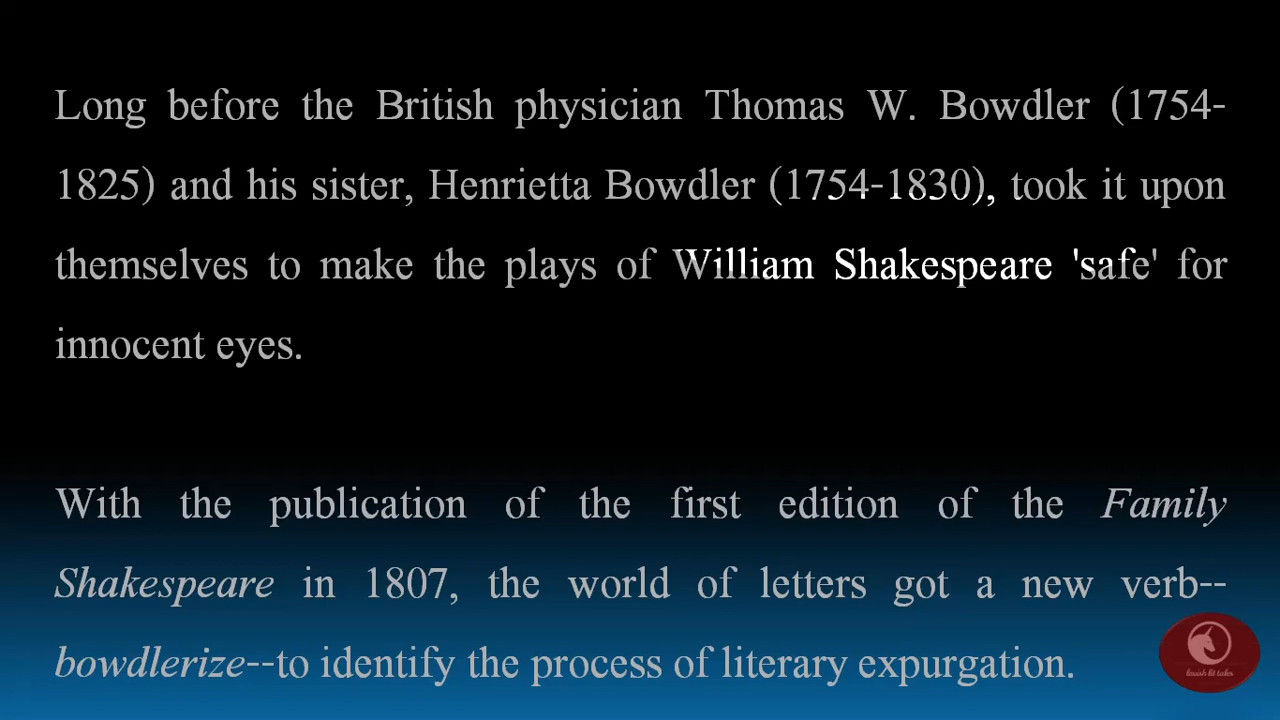 Long before the British physician Thomas W. Bowdler (1754-
1825) and his sister, Henrietta Bowdler (1754-1830), took it upon
themselves to make the plays of William Shakespeare 'safe' for
innocent eyes.
With the publication of the first edition of the Family
Shakespeare in 1807, the world of letters got a new verb--
bowdlerize--to identify the process of literary expurgation.